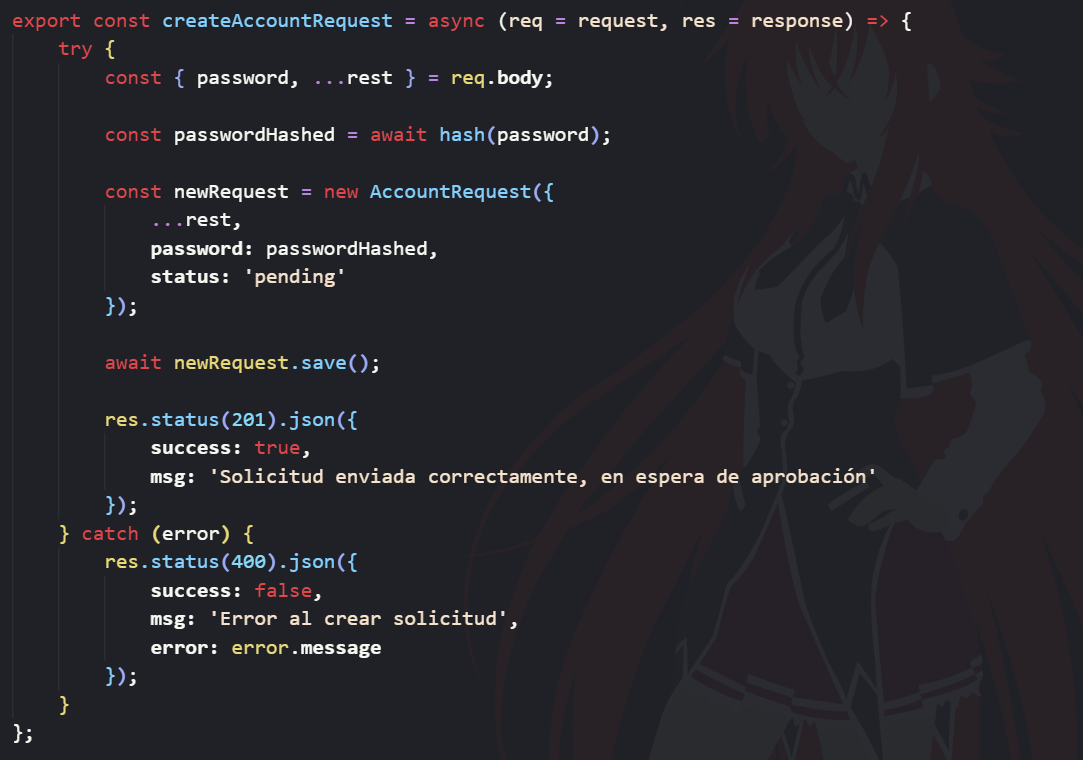 export const createAccountRequest = async (req = request, res = response) => {
    try {
        const { password, ...rest } = req.body;

        const passwordHashed = await hash(password);

        const newRequest = new AccountRequest({
            ...rest,
            password: passwordHashed,
            status: 'pending'
        });

        await newRequest.save();

        res.status(201).json({
            success: true,
            msg: 'Solicitud enviada correctamente, en espera de aprobación'
        });
    } catch (error) {
        res.status(400).json({
            success: false,
            msg: 'Error al crear solicitud',
            error: error.message
        });
    }
};